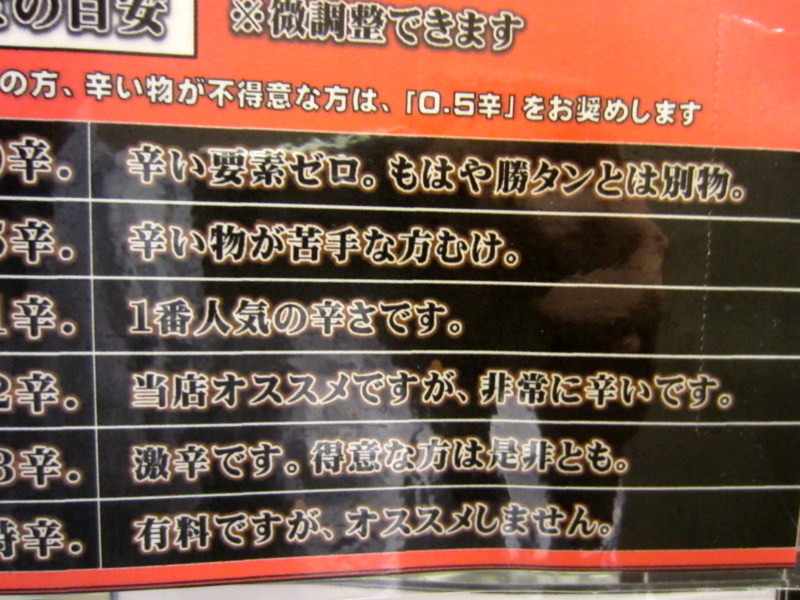 の目安
※微調整できます
の方、辛い物が不得意な方は、「0.5辛」をお奨めします
0辛. 辛い要素ゼロ。もはや勝タンとは別物。
5辛. 辛い物が苦手な方むけ。
1辛. 1番人気の辛さです。
2辛. 当店オススメですが、非常に辛いです。
3辛. 激辛です。得意な方は是非とも。
特辛. 有料ですが、オススメしません。